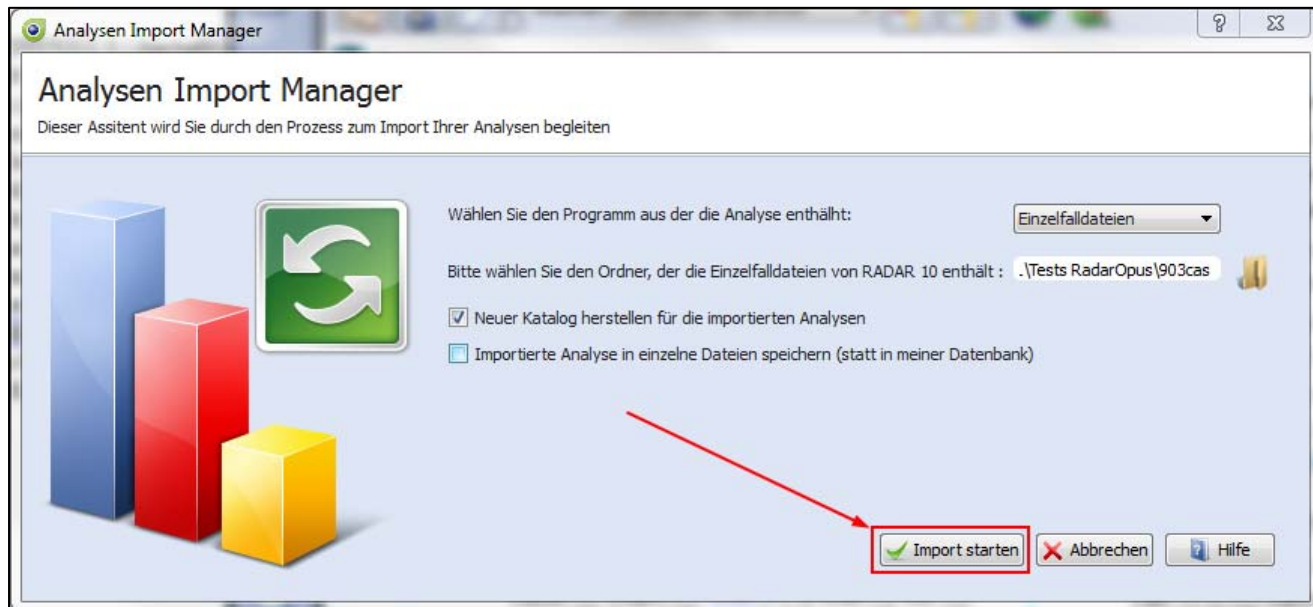 Analysen Import Manager
Analysen Import Manager
Dieser Assitent wird Sie durch den Prozess zum Import Ihrer Analysen begleiten
Wählen Sie den Programm aus der die Analyse enthälht: Einzelfalldateien
Bitte wählen Sie den Ordner, der die Einzelfalldateien von RADAR 10 enthält : .\Tests RadarOpus\903cas
Neuer Katalog herstellen für die importierten Analysen
Importierte Analyse in einzelne Dateien speichern (statt in meiner Datenbank)
Import starten Abbrechen Hilfe